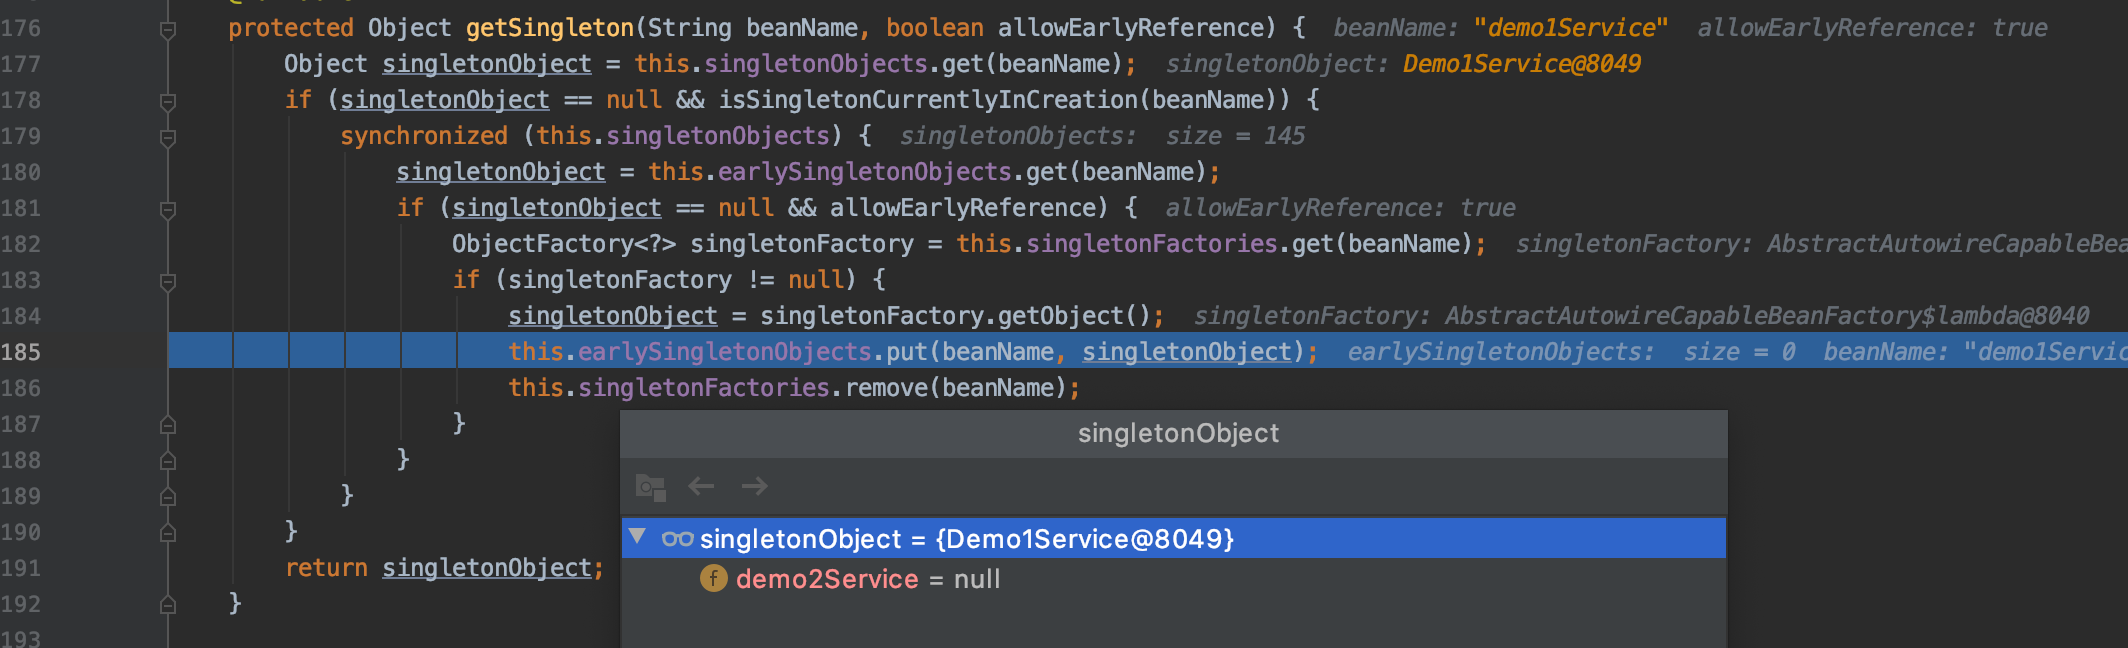 176 protected Object getSingleton(String beanName, boolean allowEarlyReference) { beanName: "demo1Service" allowEarlyReference: true
177 Object singletonObject = this.singletonObjects.get(beanName); singletonObject: Demo1Service@8049
178 if (singletonObject == null && isSingletonCurrentlyInCreation(beanName)) {
179 synchronized (this.singletonObjects) { singletonObjects: size = 145
180 singletonObject = this.earlySingletonObjects.get(beanName);
181 if (singletonObject == null && allowEarlyReference) { allowEarlyReference: true
182 ObjectFactory<?> singletonFactory = this.singletonFactories.get(beanName); singletonFactory: AbstractAutowireCapableBea
183 if (singletonFactory != null) {
184 singletonObject = singletonFactory.getObject(); singletonFactory: AbstractAutowireCapableBeanFactory$lambda@8040
185 this.earlySingletonObjects.put(beanName, singletonObject); earlySingletonObjects: size = 0 beanName: "demo1Servic
186 this.singletonFactories.remove(beanName);
187 }
188 }
189 }
190 }
191 return singletonObject;
192 }
193
singletonObject
singletonObject = {Demo1Service@8049}
f demo2Service = null